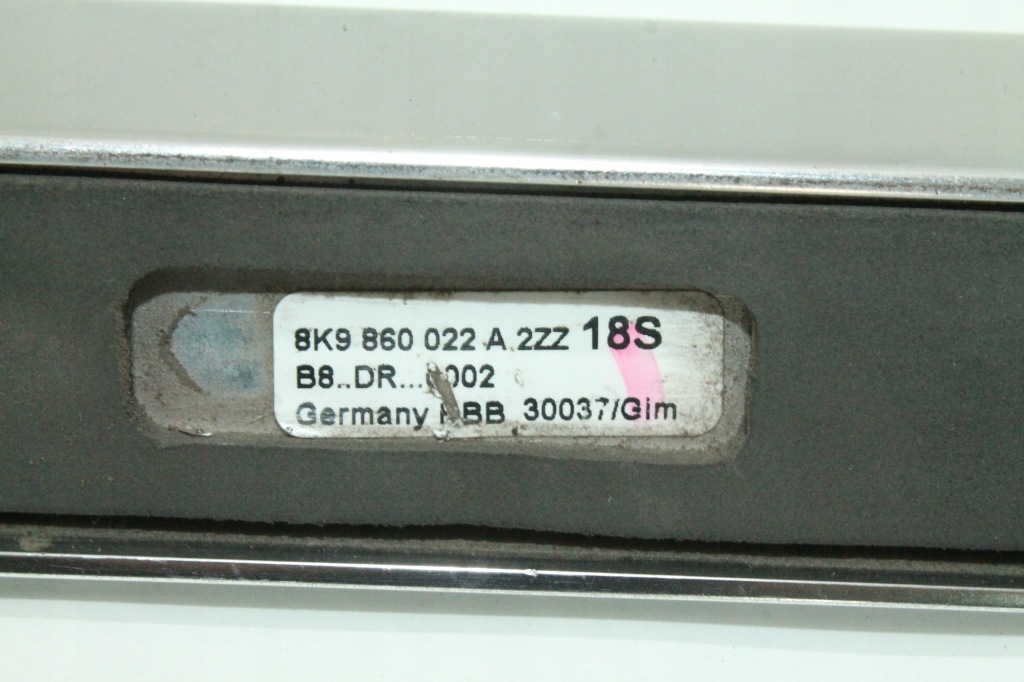 8K9 860 022 A 2ZZ 18S
B8..DR...
Germany 30037/Gim